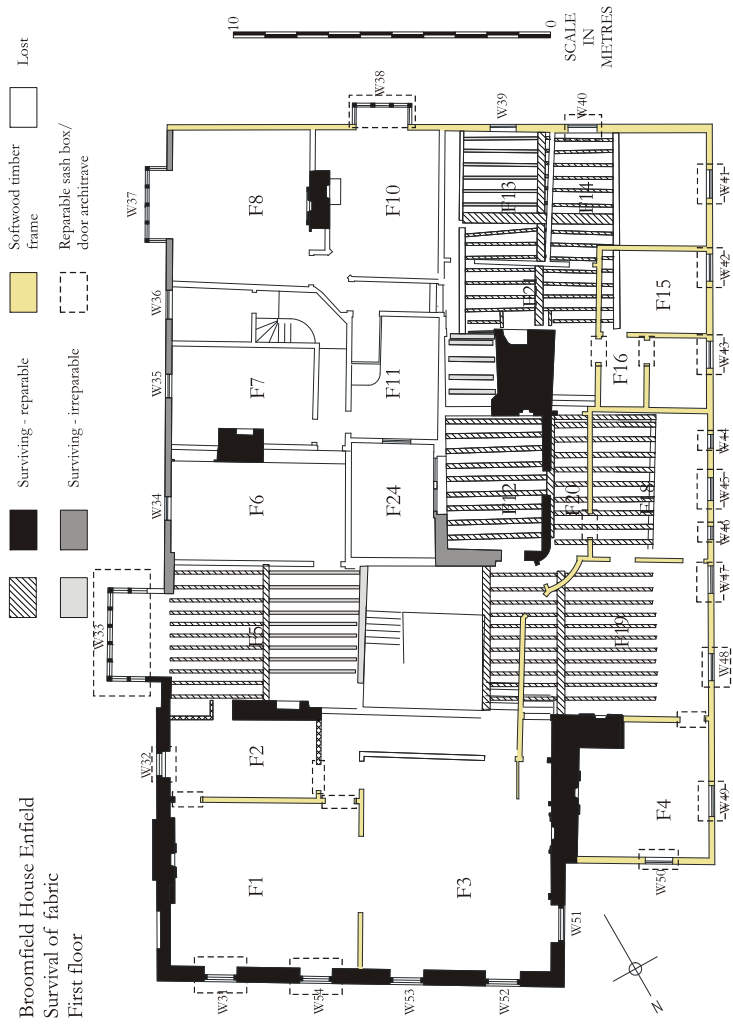 Broomfield House Enfield
Survival of fabric
First floor
Surviving - reparable
Surviving - irreparable
Softwood timber
frame
Reparable sash box/
door architrave
Lost
10
0
SCALE
IN
METRES
N
W31
W32
W33
W34
W35
W36
W37
W38
W39
W40
W41
W42
W43
W44
W45
W46
W47
W48
W49
W50
W51
W52
W53
W54
F1
F2
F3
F4
F5
F6
F7
F8
F10
F11
F12
F13
F14
F15
F16
F18
F19
F20
F21
F24